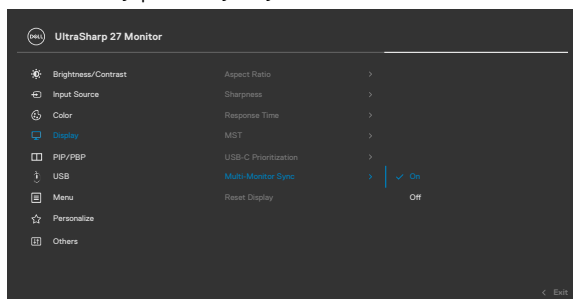 DELL UltraSharp 27 Monitor
Brightness/Contrast Aspect Ratio >
Input Source Sharpness >
Color Response Time >
Display MST >
PIP/PBP USB-C Prioritization >
USB Multi-Monitor Sync > ✓ On
Menu Reset Display Off
Personalize
Others
< Exit